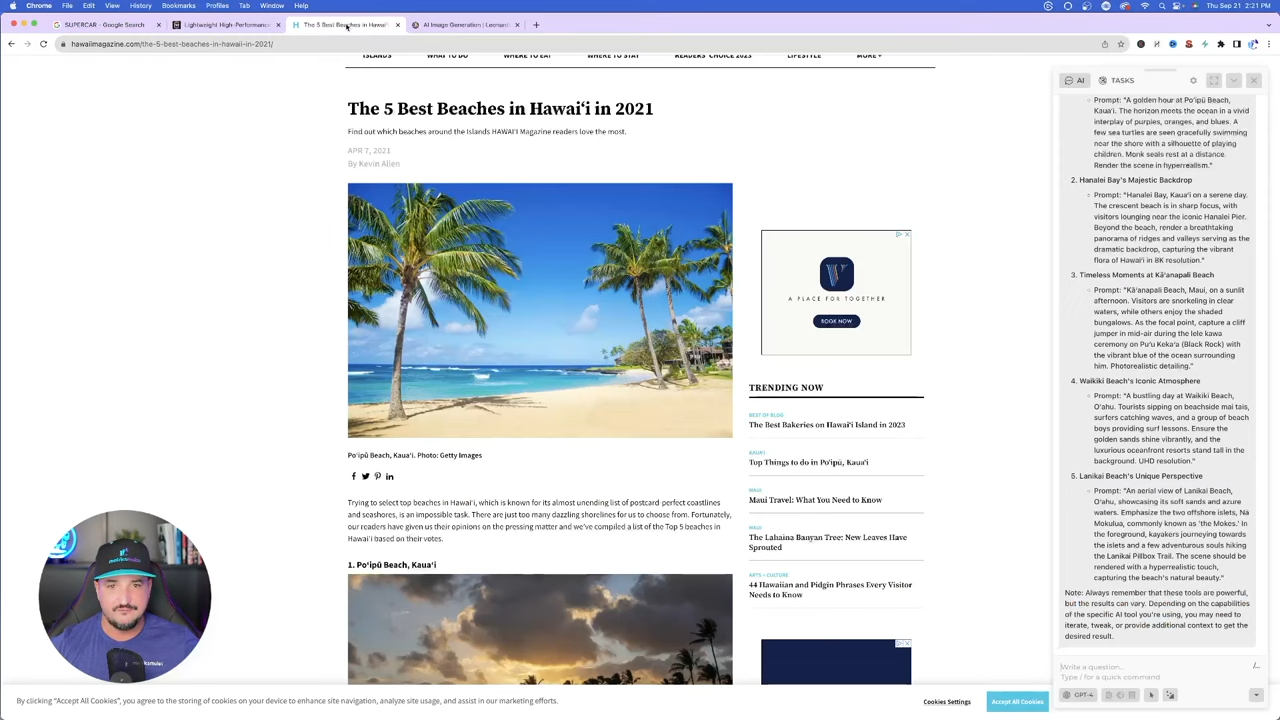 Chrome File Edit View History Bookmarks Profiles Tab Window Help
Thu Sep 21 2:21 PM
SUPERCAR - Google Search
Lightweight High-Performanc
The 5 Best Beaches in Hawai'i
AI Image Generation | Leonard
hawaiimagazine.com/the-5-best-beaches-in-hawaii-in-2021/
ISLANDS WHAT TO DO WHERE TO EAT WHERE TO STAY READERS' CHOICE 2023 LIFESTYLE MORE
The 5 Best Beaches in Hawaiʻi in 2021
Find out which beaches around the Islands HAWAIʻI Magazine readers love the most.
APR 7, 2021
By Kevin Allen
Poʻipū Beach, Kauaʻi. Photo: Getty Images
Trying to select top beaches in Hawaiʻi, which is known for its almost unending list of postcard-perfect coastlines
and seashores, is an impossible task. There are just too many dazzling shorelines for us to choose from. Fortunately,
our readers have given us their opinions on the pressing matter and we've compiled a list of the Top 5 beaches in
Hawaiʻi based on their votes.
1. Poʻipū Beach, Kauaʻi
A PLACE FOR TOGETHER
BOOK NOW
TRENDING NOW
BEST OF BLOG
The Best Bakeries on Hawaiʻi Island in 2023
KAUAʻI
Top Things to do in Poʻipū, Kauaʻi
MAUI
Maui Travel: What You Need to Know
MAUI
The Lahaina Banyan Tree: New Leaves Have
Sprouted
ARTS + CULTURE
44 Hawaiian and Pidgin Phrases Every Visitor
Needs to Know
AI TASKS
Prompt: "A golden hour at Poʻipū Beach,
Kauaʻi. The horizon meets the ocean in a vivid
interplay of purples, oranges, and blues. A
few sea turtles are seen gracefully swimming
near the shore with a silhouette of playing
children. Monk seals rest at a distance.
Render the scene in hyperrealism."
2. Hanalei Bay's Majestic Backdrop
Prompt: "Hanalei Bay, Kauaʻi on a serene day.
The crescent beach is in sharp focus, with
visitors lounging near the iconic Hanalei Pier.
Beyond the beach, render a breathtaking
panorama of ridges and valleys serving as the
dramatic backdrop, capturing the vibrant
flora of Hawaiʻi in 8K resolution."
3. Timeless Moments at Kāʻanapali Beach
Prompt: "Kāʻanapali Beach, Maui, on a sunlit
afternoon. Visitors are snorkeling in clear
waters, while others enjoy the shaded
bungalows. As the focal point, capture a cliff
jumper in mid-air during the lele kawa
ceremony on Puʻu Kekaʻa (Black Rock) with
the vibrant blue of the ocean surrounding
him. Photorealistic detailing."
4. Waikiki Beach's Iconic Atmosphere
Prompt: "A bustling day at Waikiki Beach,
Oʻahu. Tourists sipping on beachside mai tais,
surfers catching waves, and a group of beach
boys providing surf lessons. Ensure the
golden sands shine vibrantly, and the
luxurious oceanfront resorts stand tall in the
background. UHD resolution."
5. Lanikai Beach's Unique Perspective
Prompt: "An aerial view of Lanikai Beach,
Oʻahu, showcasing its soft sands and azure
waters. Emphasize the two offshore islets, Nā
Mokulua, commonly known as 'the Mokes.' In
the foreground, kayakers journeying towards
the islets and a few adventurous souls hiking
the Lanikai Pillbox Trail. The scene should be
rendered with a hyperrealistic touch,
capturing the beach's natural beauty."
Note: Always remember that these tools are powerful,
but the results can vary. Depending on the capabilities
of the specific AI tool you're using, you may need to
iterate, tweak, or provide additional context to get the
desired result.
Write a question...
Type / for a quick command
GPT-4
By clicking "Accept All Cookies", you agree to the storing of cookies on your device to enhance site navigation, analyze site usage, and assist in our marketing efforts.
Cookies Settings
Accept All Cookies